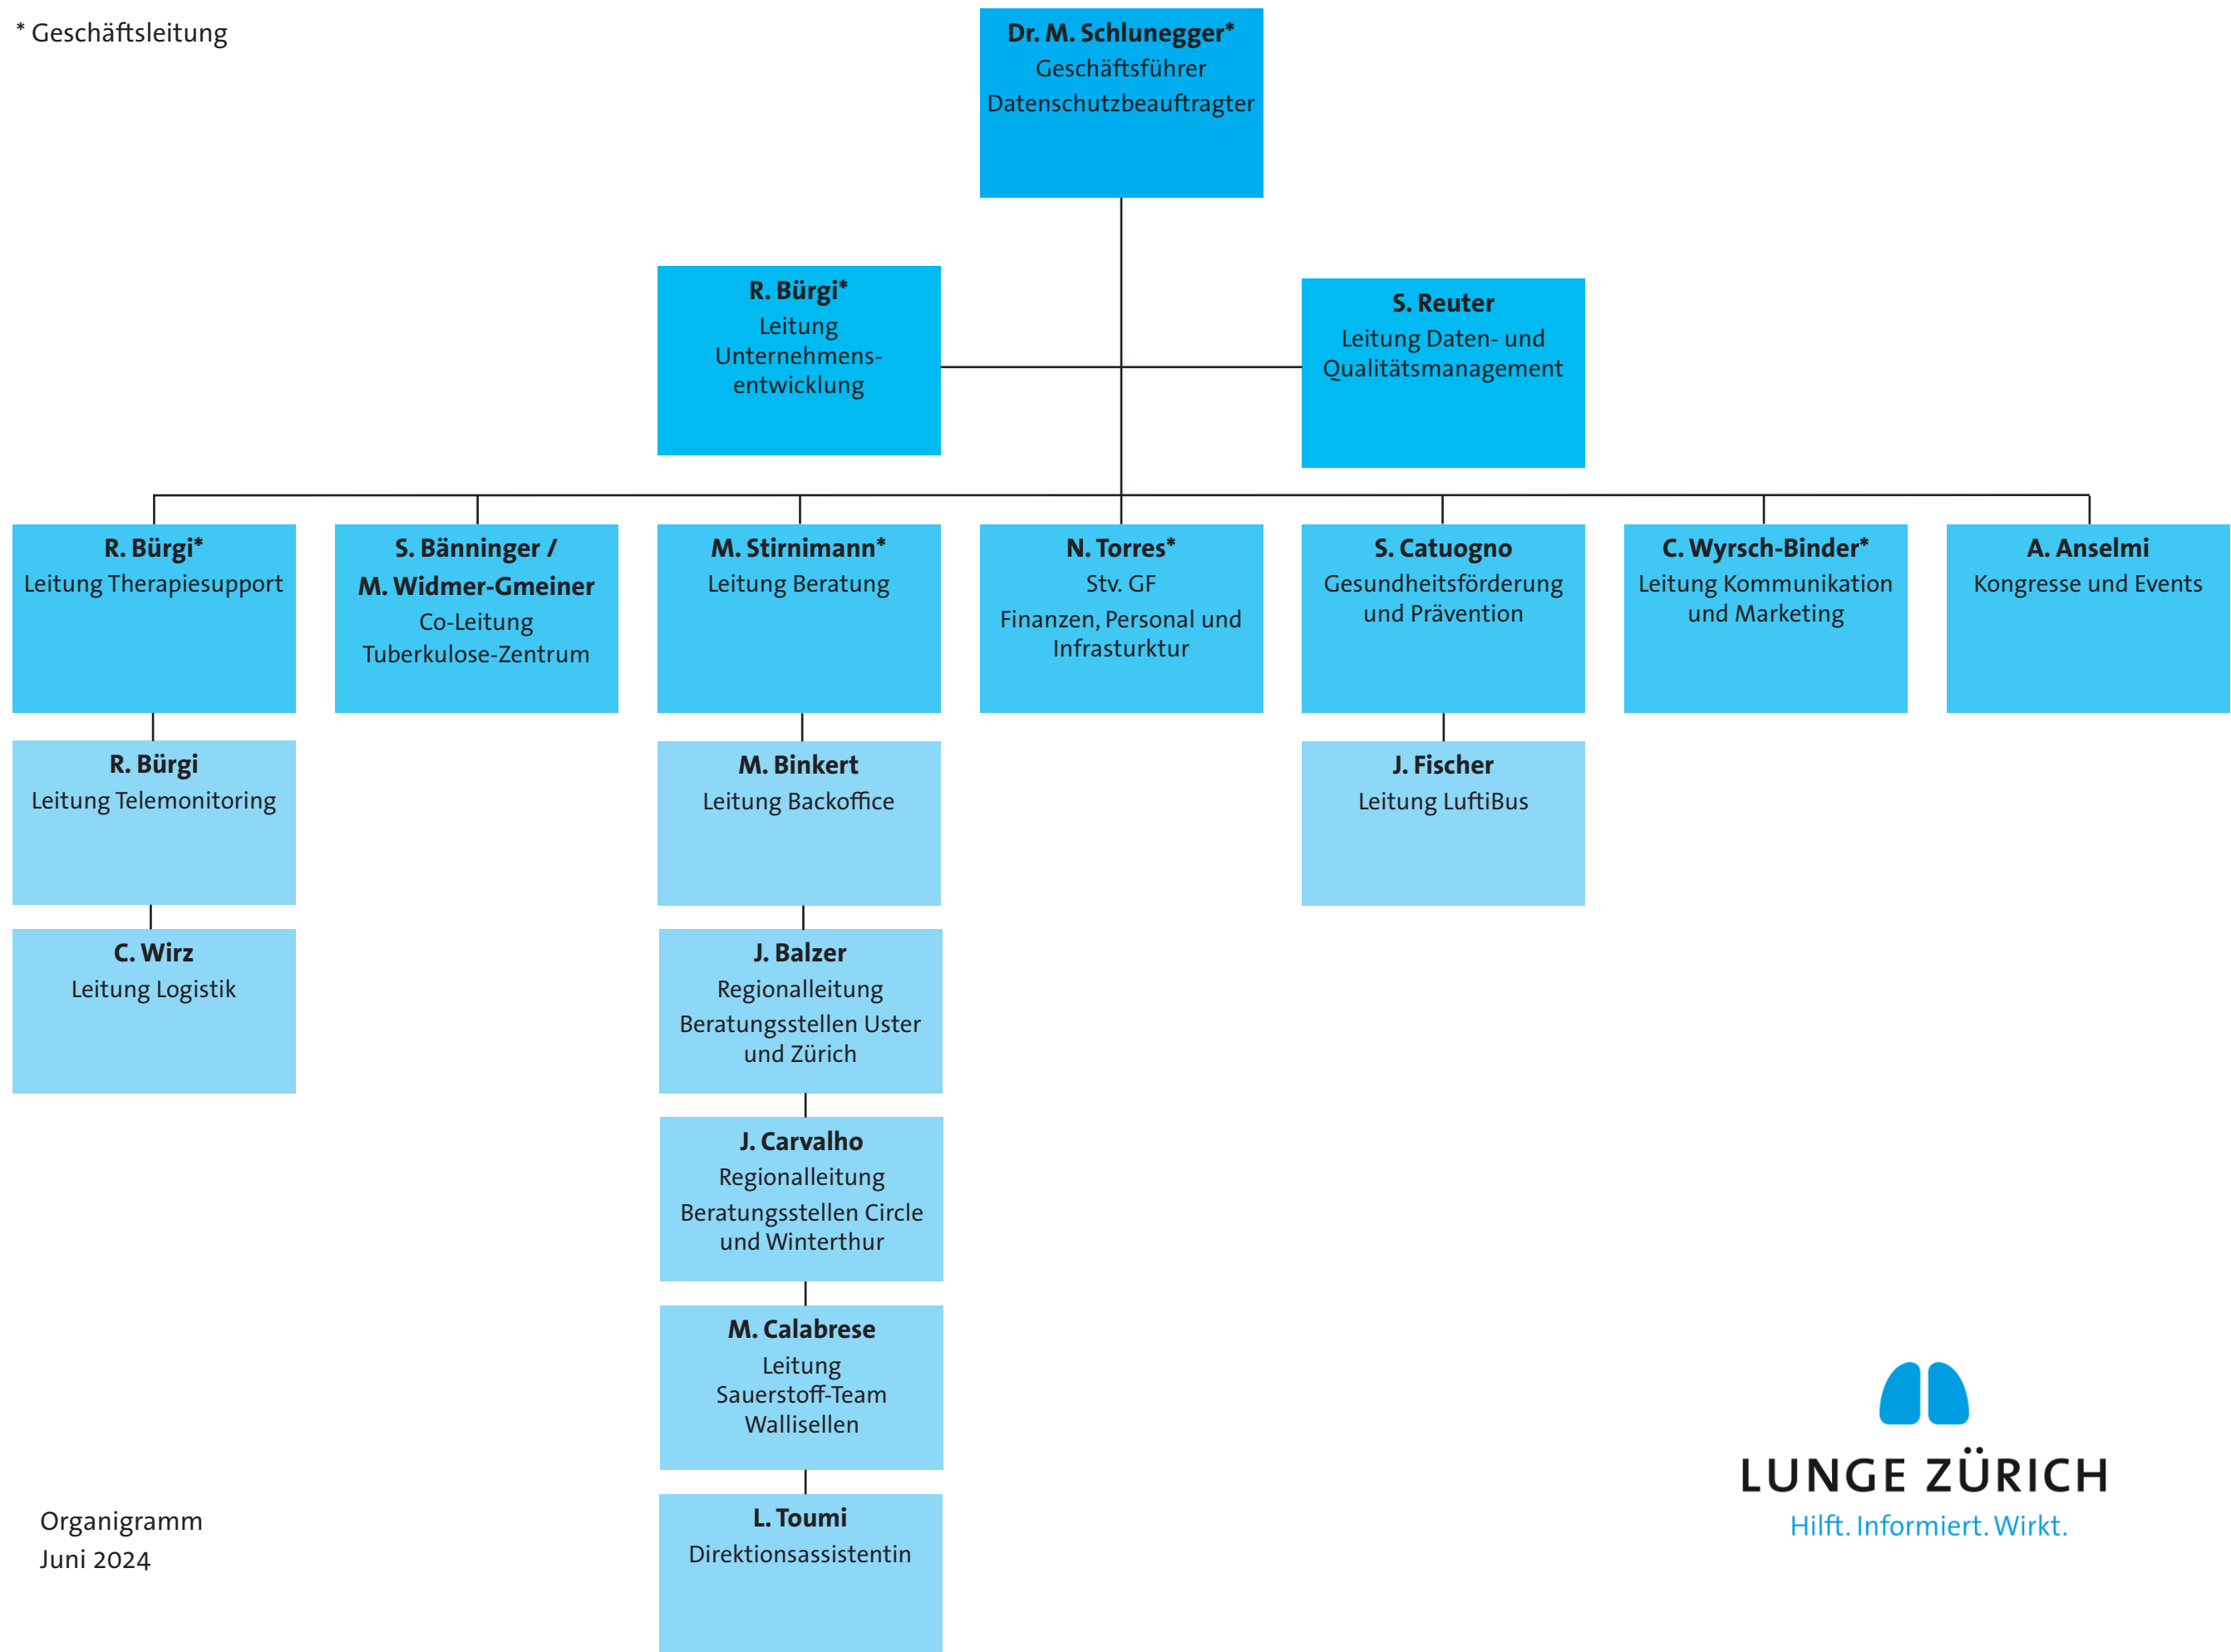 * Geschäftsleitung
Dr. M. Schlunegger*
Geschäftsführer
Datenschutzbeauftragter
R. Bürgi*
Leitung
Unternehmens-
entwicklung
S. Reuter
Leitung Daten- und
Qualitätsmanagement
R. Bürgi*
Leitung Therapiesupport
S. Bänninger /
M. Widmer-Gmeiner
Co-Leitung
Tuberkulose-Zentrum
M. Stirnimann*
Leitung Beratung
N. Torres*
Stv. GF
Finanzen, Personal und
Infrasturktur
S. Catuogno
Gesundheitsförderung
und Prävention
C. Wyrsch-Binder*
Leitung Kommunikation
und Marketing
A. Anselmi
Kongresse und Events
R. Bürgi
Leitung Telemonitoring
M. Binkert
Leitung Backoffice
J. Fischer
Leitung LuftiBus
C. Wirz
Leitung Logistik
J. Balzer
Regionalleitung
Beratungsstellen Uster
und Zürich
J. Carvalho
Regionalleitung
Beratungsstellen Circle
und Winterthur
M. Calabrese
Leitung
Sauerstoff-Team
Wallisellen
L. Toumi
Direktionsassistentin
Organigramm
Juni 2024
LUNGE ZÜRICH
Hilft. Informiert. Wirkt.